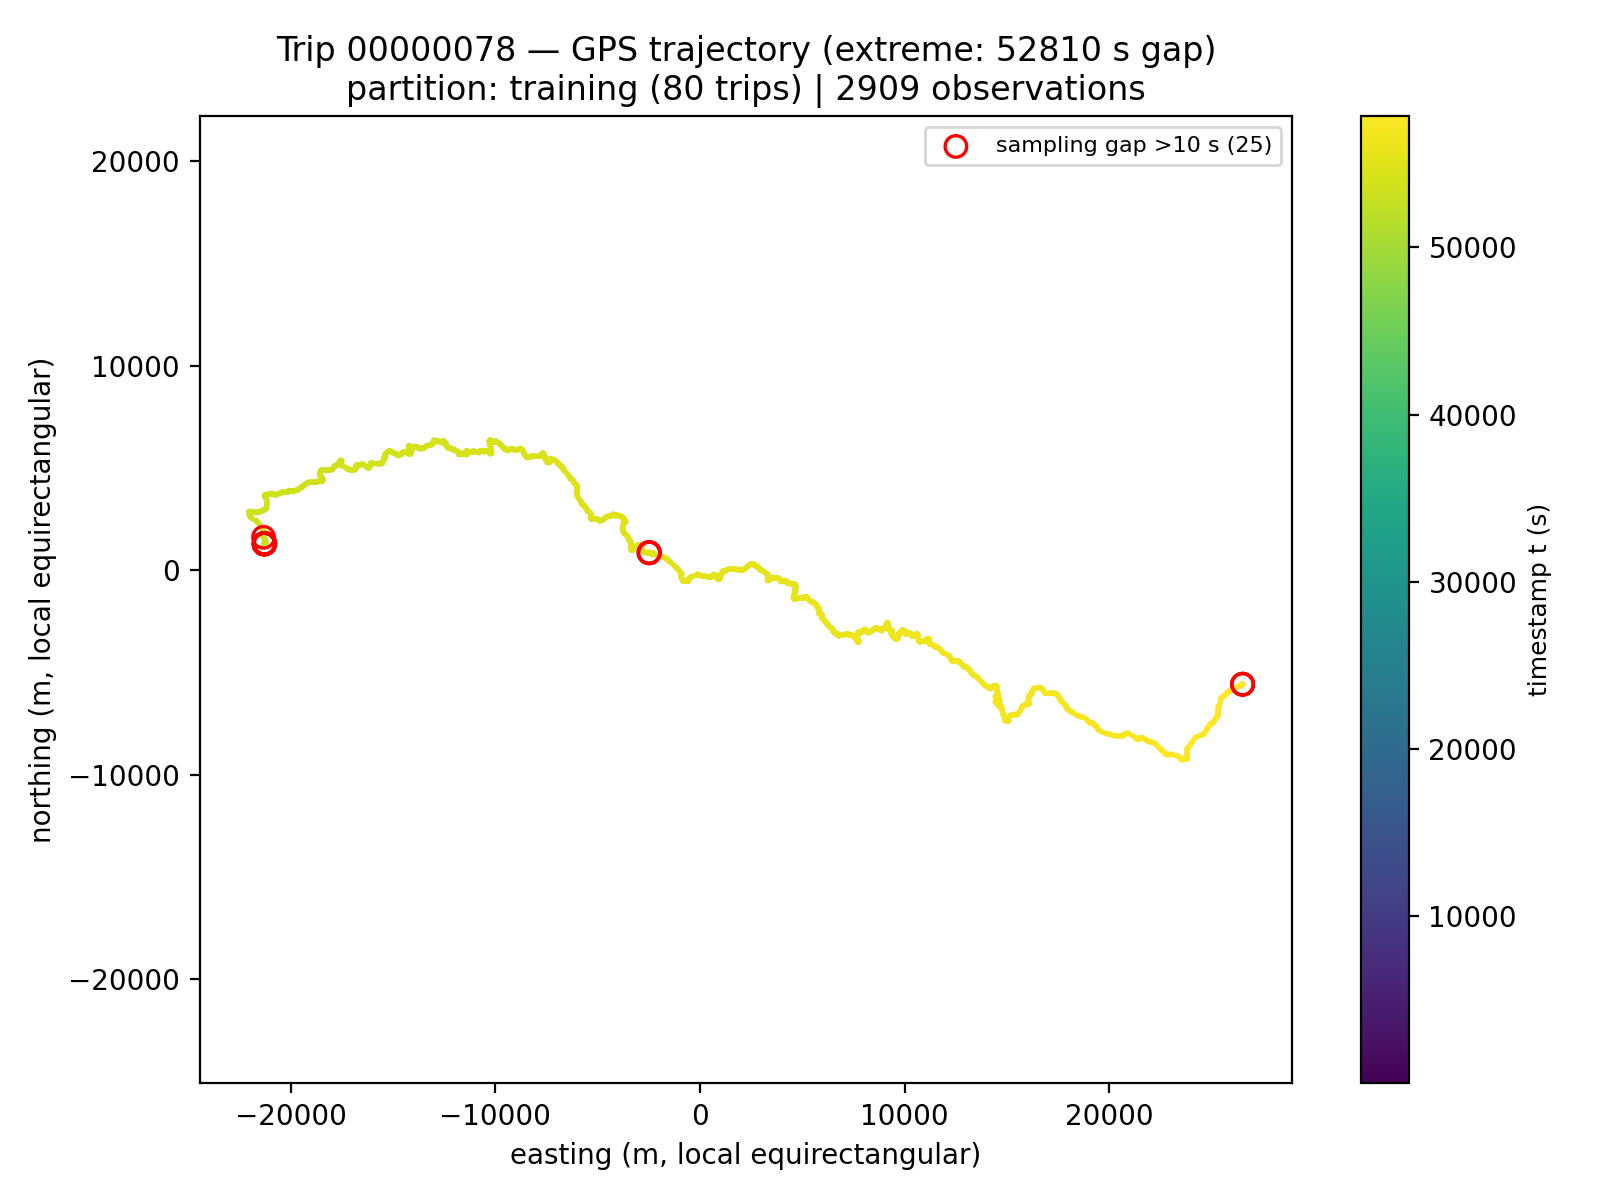 Trip 00000078 — GPS trajectory (extreme: 52810 s gap)
partition: training (80 trips) | 2909 observations
sampling gap >10 s (25)
20000
10000
0
−10000
−20000
northing (m, local equirectangular)
−20000
−10000
0
10000
20000
easting (m, local equirectangular)
50000
40000
30000
20000
10000
timestamp t (s)